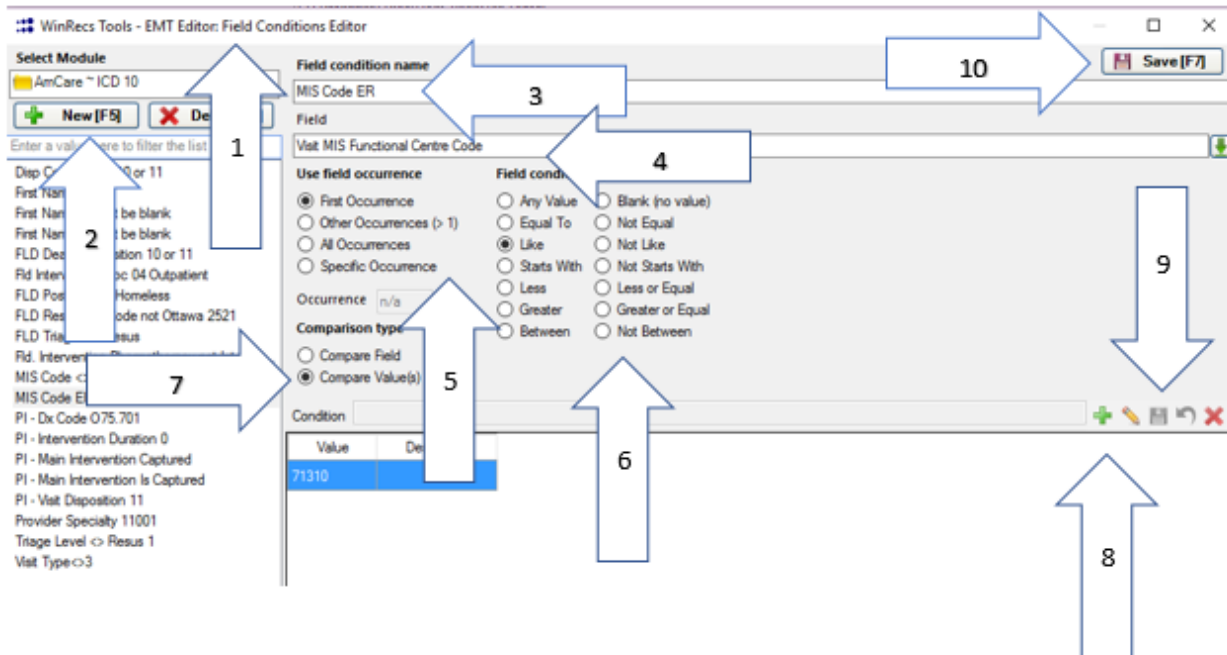 WinRecs Tools - EMT Editor: Field Conditions Editor
Select Module
AmCare ~ ICD 10
New [F5]
De
Enter a val ere to filter the list
Disp C 0 or 11
First Nam
First Nam t be blank
First Nam t be blank
FLD Dea ation 10 or 11
Fld Interv oc 04 Outpatient
FLD Pos Homeless
FLD Res ode not Ottawa 2521
FLD Tria esus
Fld. Interve
MIS Code <
MIS Code E
PI - Dx Code O75.701
PI - Intervention Duration 0
PI - Main Intervention Captured
PI - Main Intervention Is Captured
PI - Visit Disposition 11
Provider Specialty 11001
Triage Level <> Resus 1
Visit Type<>3
Field condition name
MIS Code ER
Field
Visit MIS Functional Centre Code
Use field occurrence
First Occurrence
Other Occurrences (> 1)
All Occurrences
Specific Occurrence
Occurrence n/a
Comparison type
Compare Field
Compare Value(s)
Field condi
Any Value Blank (no value)
Equal To Not Equal
Like Not Like
Starts With Not Starts With
Less Less or Equal
Greater Greater or Equal
Between Not Between
Condition
Value De
71310
Save [F7]
1
2
3
4
5
6
7
8
9
10